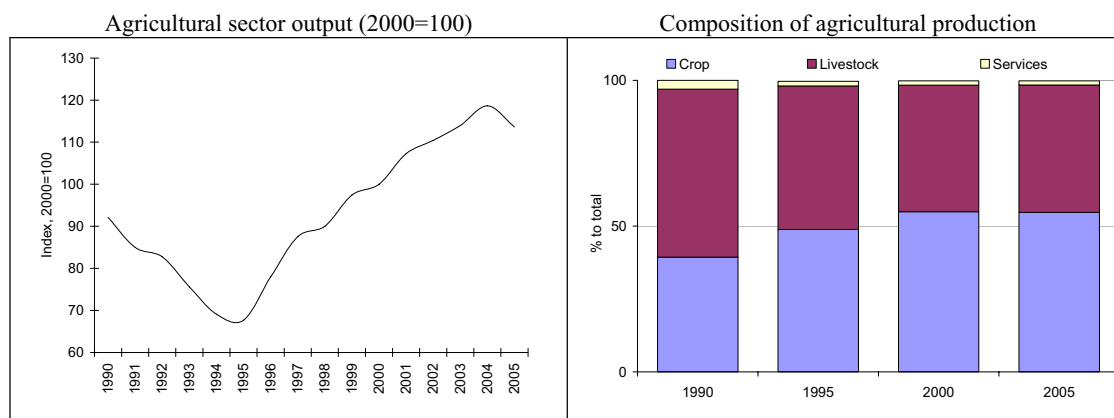 Agricultural sector output (2000=100)
130
120
110
100
90
80
70
60
Index, 2000=100
1990 1991 1992 1993 1994 1995 1996 1997 1998 1999 2000 2001 2002 2003 2004 2005
Composition of agricultural production
Crop Livestock Services
100
50
0
% to total
1990 1995 2000 2005